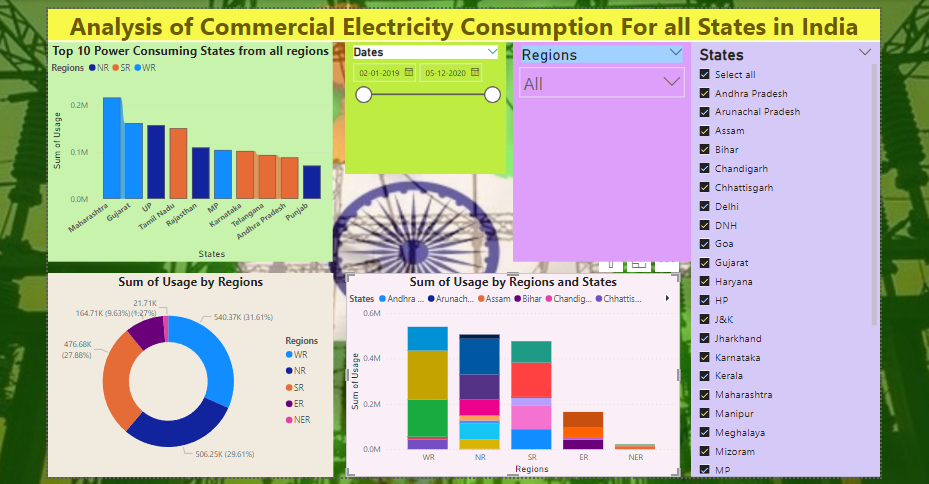 Analysis of Commercial Electricity Consumption For all States in India
Top 10 Power Consuming States from all regions
Regions NR SR WR
0.2M
0.1M
0.0M
Sum of Usage
Maharashtra
Gujarat
UP
Tamil Nadu
Rajasthan
MP
Karnataka
Telangana
Andhra Pradesh
Punjab
States
Dates
02-01-2019 05-12-2020
Regions
All
States
Select all
Andhra Pradesh
Arunachal Pradesh
Assam
Bihar
Chandigarh
Chhattisgarh
Delhi
DNH
Goa
Gujarat
Haryana
HP
J&K
Jharkhand
Karnataka
Kerala
Maharashtra
Manipur
Meghalaya
Mizoram
MP
Sum of Usage by Regions
21.71K
(1.27%)
164.71K (9.63%)
540.37K (31.61%)
476.68K
(27.88%)
506.25K (29.61%)
Regions
WR
NR
SR
ER
NER
Sum of Usage by Regions and States
States Andhra ... Arunach... Assam Bihar Chandig... Chhattis...
0.6M
0.4M
0.2M
0.0M
Sum of Usage
WR NR SR ER NER
Regions